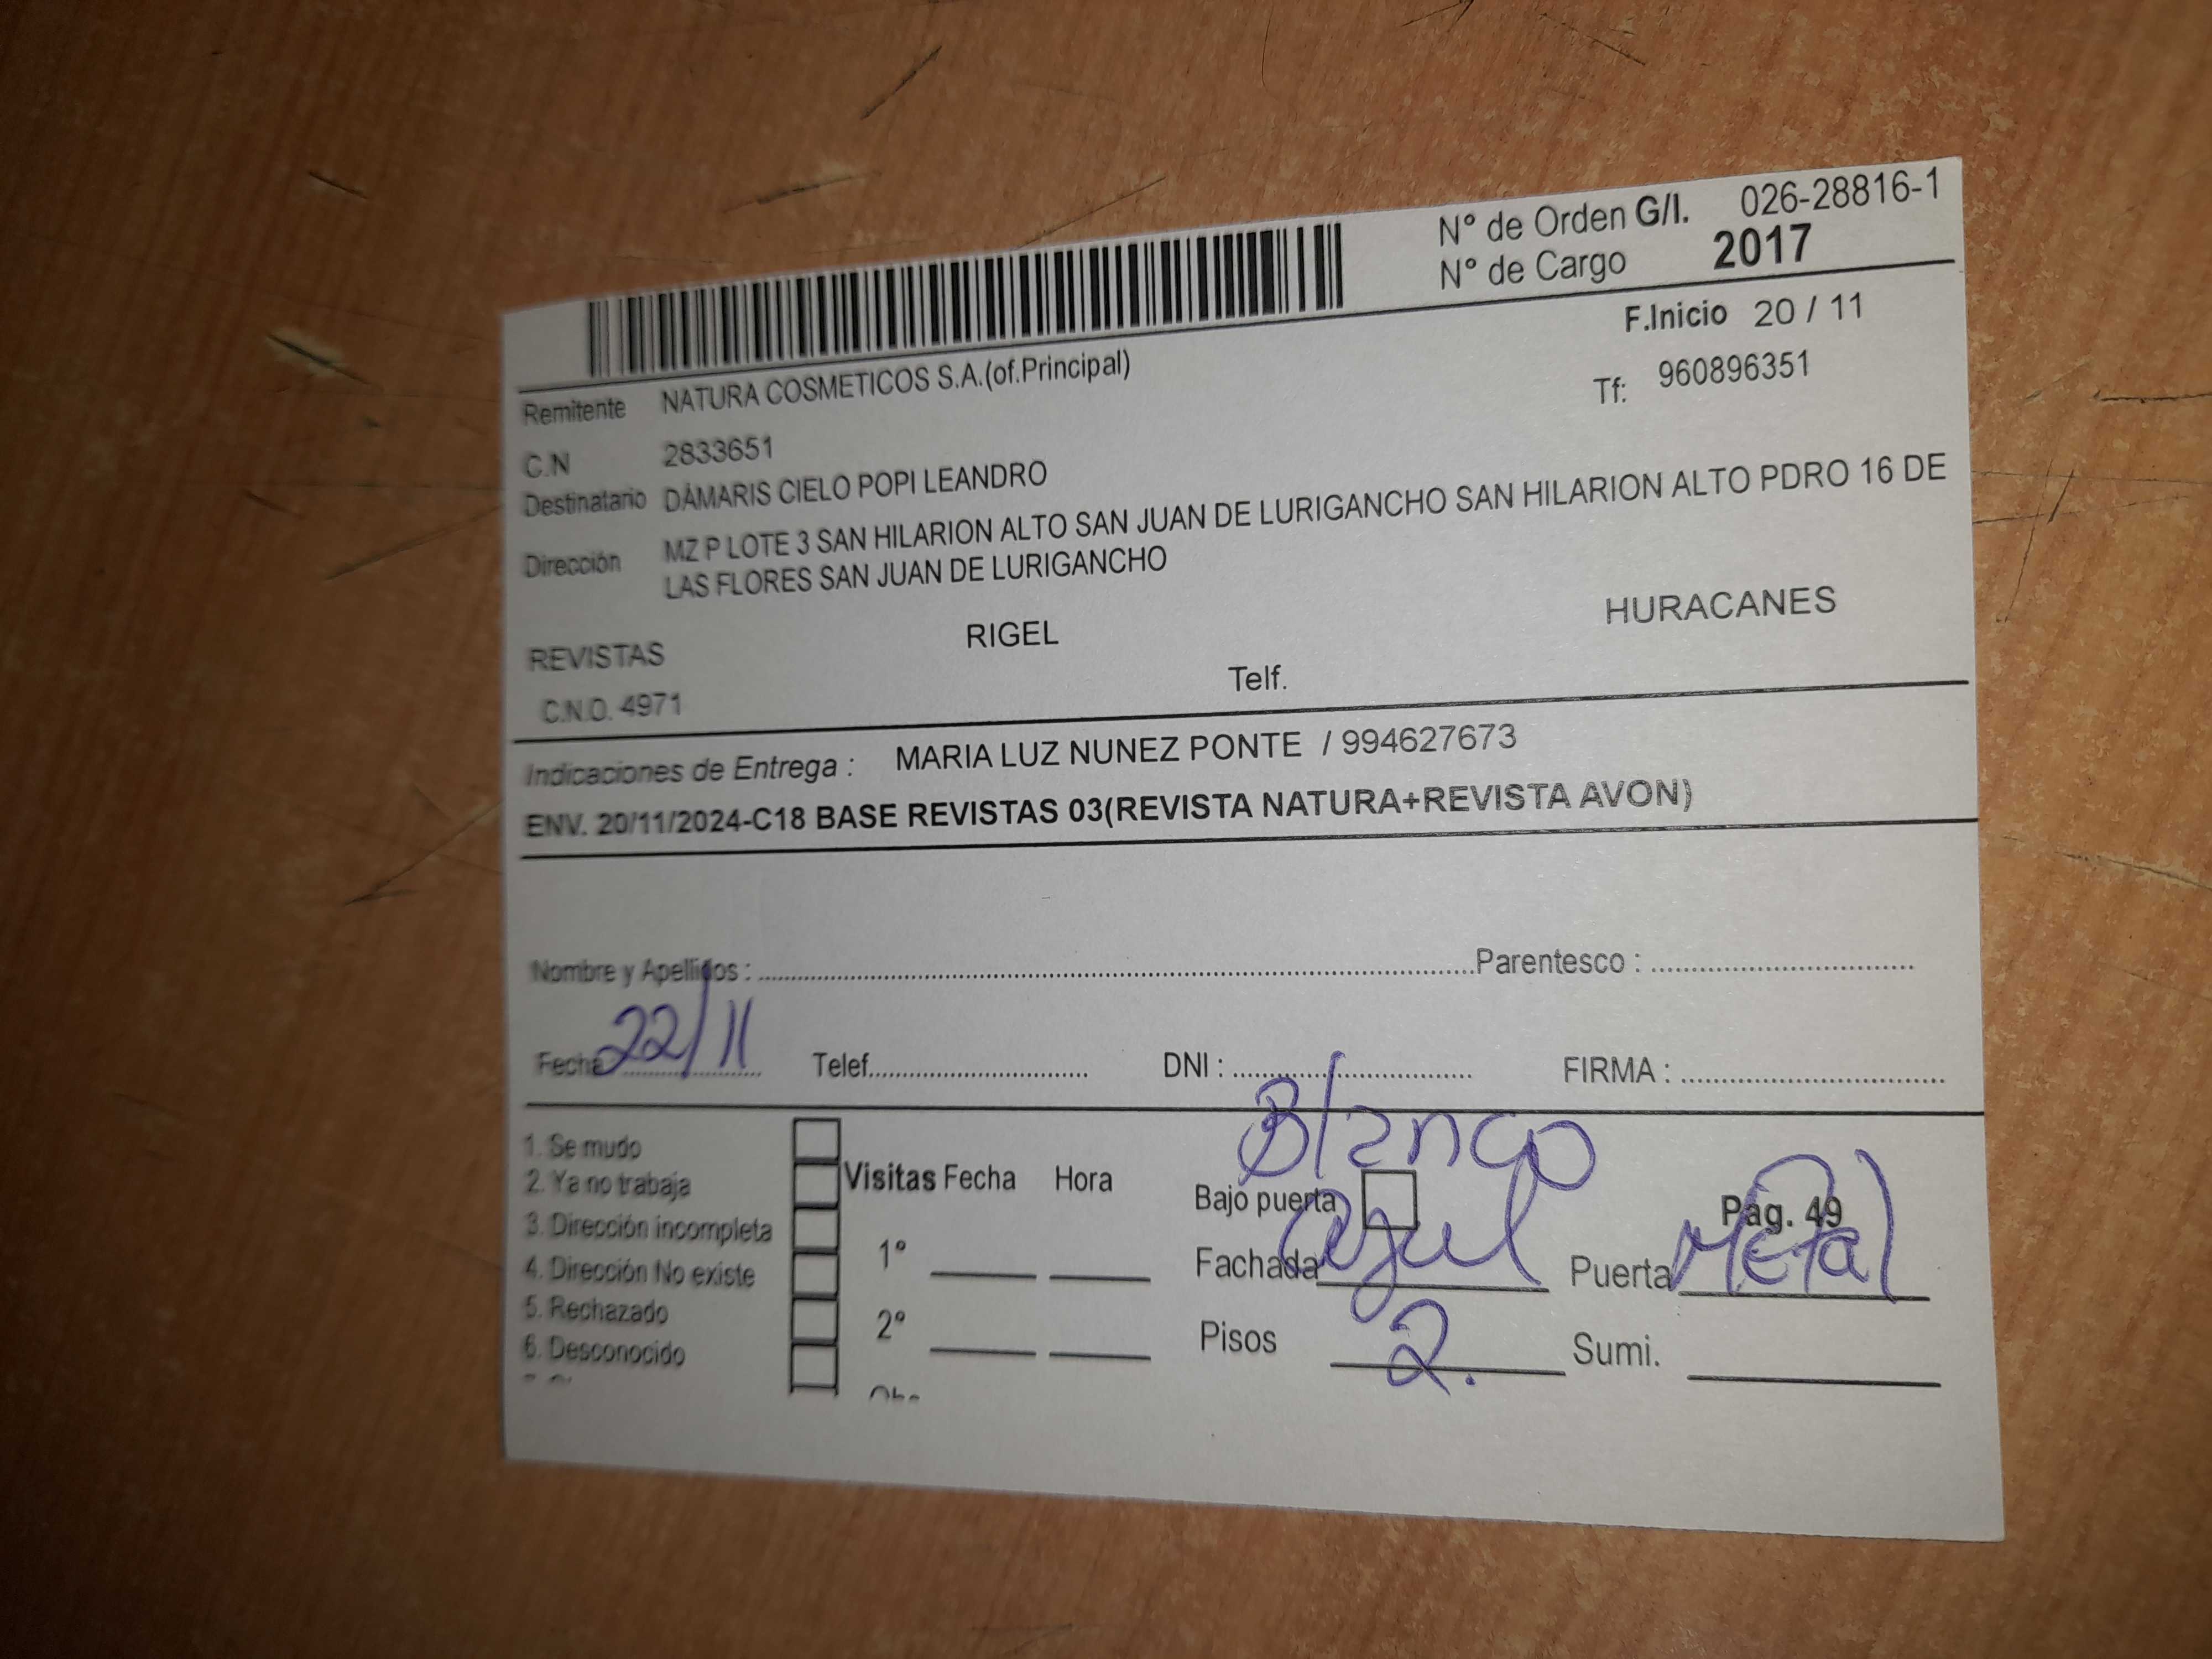 Nº de Orden G/I. 026-28816-1
Nº de Cargo 2017
F.Inicio 20 / 11
Remitente NATURA COSMETICOS S.A.(of.Principal)
Tf: 960896351
C.N 2833651
Destinatario DÁMARIS CIELO POPI LEANDRO
Dirección MZ P LOTE 3 SAN HILARION ALTO SAN JUAN DE LURIGANCHO SAN HILARION ALTO PDRO 16 DE
LAS FLORES SAN JUAN DE LURIGANCHO
REVISTAS RIGEL HURACANES
C.N.O. 4971 Telf.
Indicaciones de Entrega : MARIA LUZ NUNEZ PONTE / 994627673
ENV. 20/11/2024-C18 BASE REVISTAS 03(REVISTA NATURA+REVISTA AVON)
Nombre y Apellidos : Parentesco :
Fecha 22/11 Telef. DNI : FIRMA :
Blanco
1. Se mudo
2. Ya no trabaja
3. Dirección incompleta
4. Dirección No existe
5. Rechazado
6. Desconocido
Visitas Fecha Hora
1º
2º
Bajo puerta Pág. 49
Fachada azul Puerta Metal
Pisos 2. Sumi.